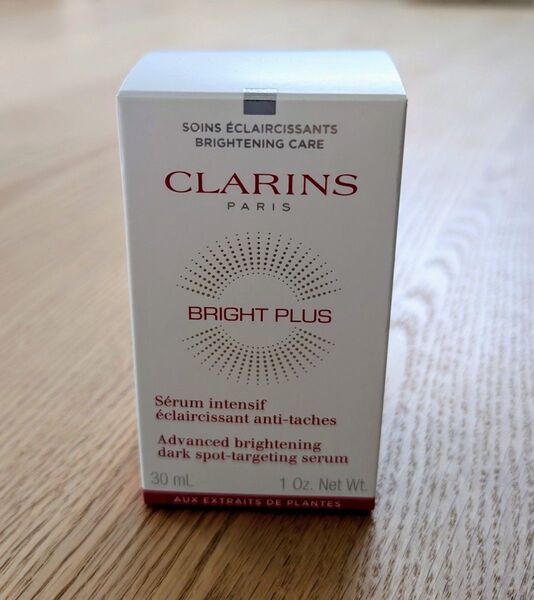 SOINS ÉCLAIRCISSANTS
BRIGHTENING CARE
CLARINS
PARIS
BRIGHT PLUS
Sérum intensif
éclaircissant anti-taches
Advanced brightening
dark spot-targeting serum
30 mL 1 Oz. Net Wt.
AUX EXTRAITS DE PLANTES